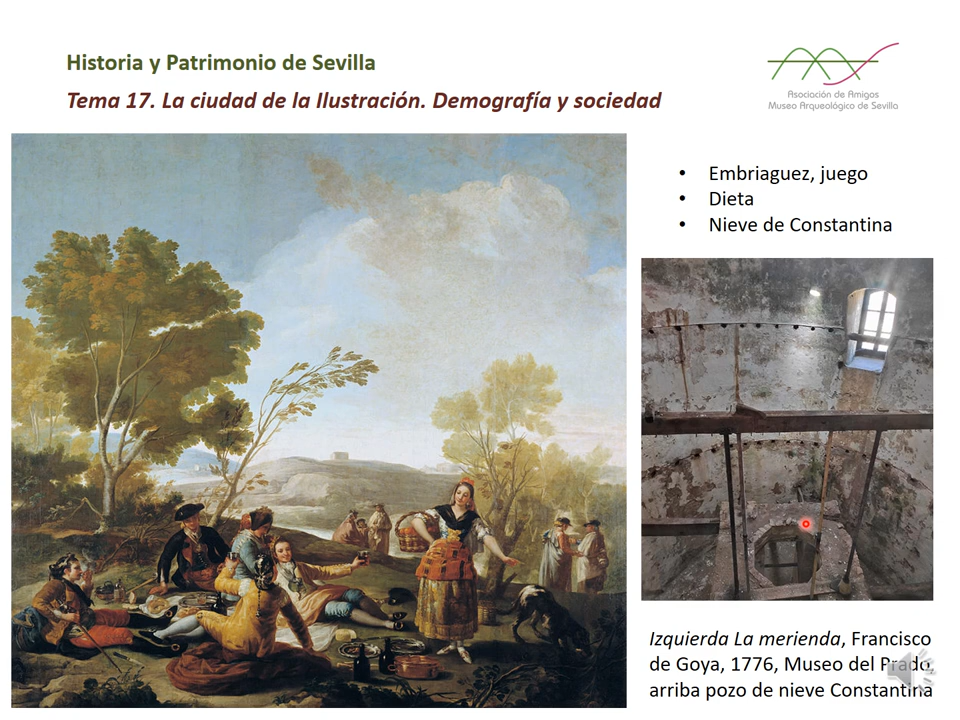 Historia y Patrimonio de Sevilla
Tema 17. La ciudad de la Ilustración. Demografía y sociedad
Asociación de Amigos
Museo Arqueológico de Sevilla
• Embriaguez, juego
• Dieta
• Nieve de Constantina
Izquierda La merienda, Francisco
de Goya, 1776, Museo del Prado,
arriba pozo de nieve Constantina